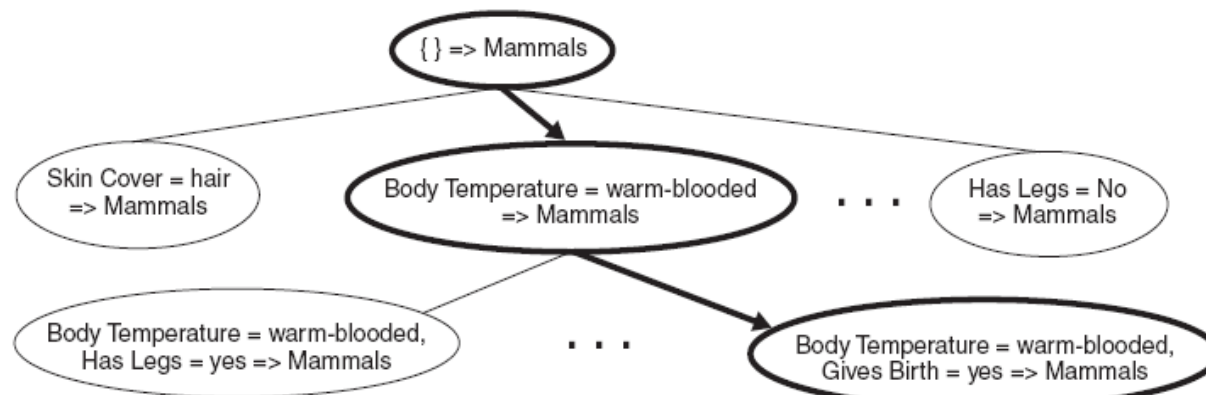 { } => Mammals
Skin Cover = hair
=> Mammals
Body Temperature = warm-blooded
=> Mammals
. . .
Has Legs = No
=> Mammals
Body Temperature = warm-blooded,
Has Legs = yes => Mammals
. . .
Body Temperature = warm-blooded,
Gives Birth = yes => Mammals